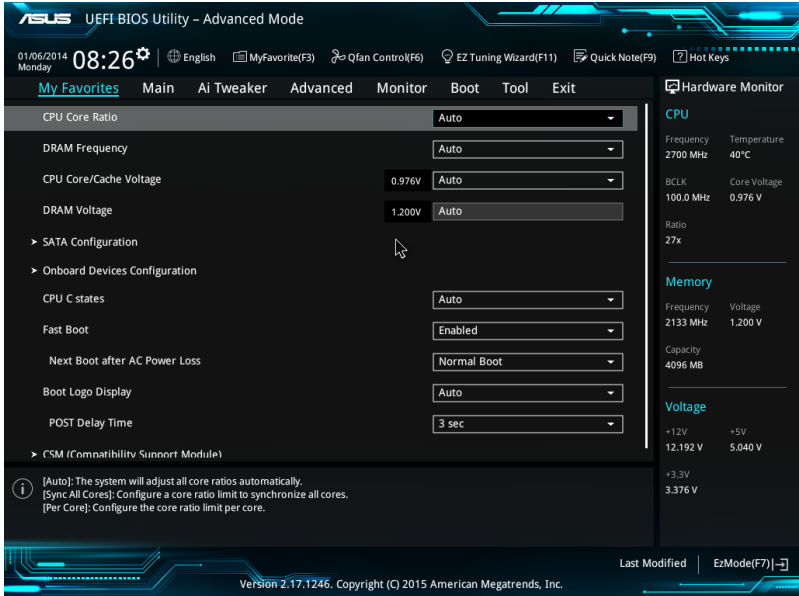 ASUS UEFI BIOS Utility – Advanced Mode
01/06/2014 Monday 08:26 English MyFavorite(F3) Qfan Control(F6) EZ Tuning Wizard(F11) Quick Note(F9) ? Hot Keys
My Favorites Main Ai Tweaker Advanced Monitor Boot Tool Exit
CPU Core Ratio Auto
DRAM Frequency Auto
CPU Core/Cache Voltage 0.976V Auto
DRAM Voltage 1.200V Auto
> SATA Configuration
> Onboard Devices Configuration
CPU C states Auto
Fast Boot Enabled
Next Boot after AC Power Loss Normal Boot
Boot Logo Display Auto
POST Delay Time 3 sec
> CSM (Compatibility Support Module)
[Auto]: The system will adjust all core ratios automatically.
[Sync All Cores]: Configure a core ratio limit to synchronize all cores.
[Per Core]: Configure the core ratio limit per core.
Hardware Monitor
CPU
Frequency Temperature
2700 MHz 40°C
BCLK Core Voltage
100.0 MHz 0.976 V
Ratio
27x
Memory
Frequency Voltage
2133 MHz 1.200 V
Capacity
4096 MB
Voltage
+12V +5V
12.192 V 5.040 V
+3.3V
3.376 V
Last Modified EzMode(F7)
Version 2.17.1246. Copyright (C) 2015 American Megatrends, Inc.